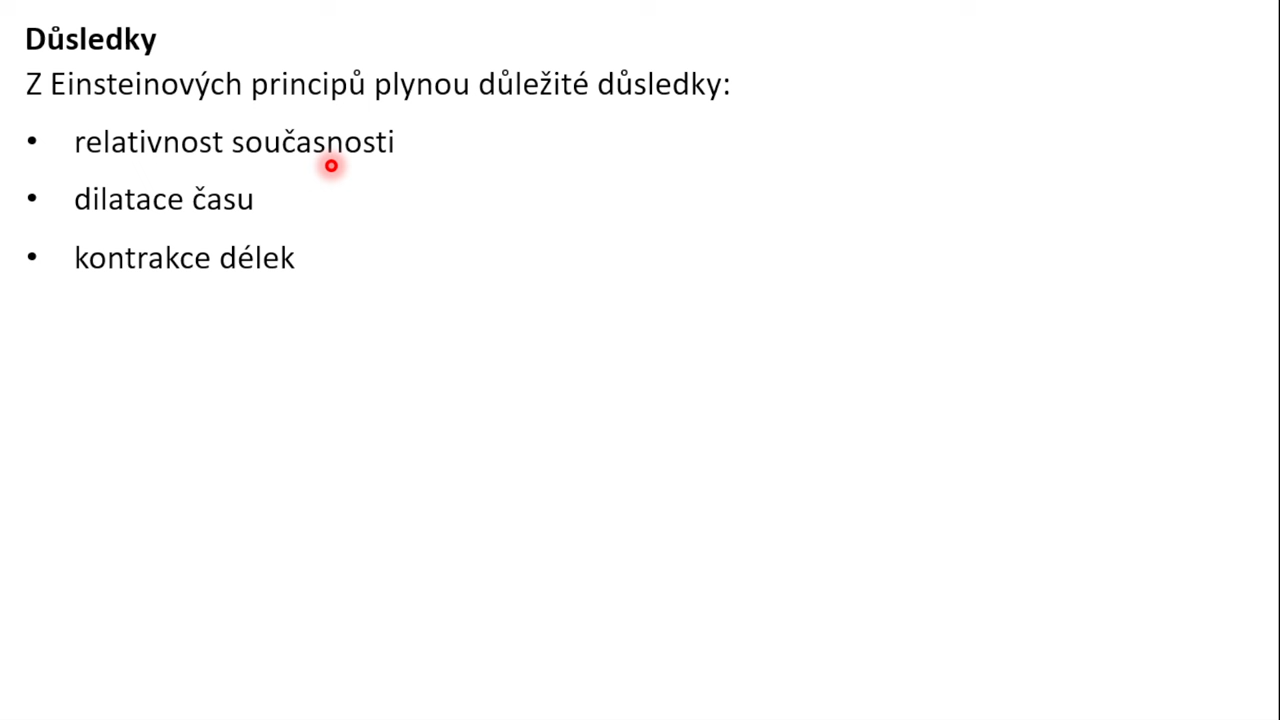 Důsledky
Z Einsteinových principů plynou důležité důsledky:
• relativnost současnosti
• dilatace času
• kontrakce délek